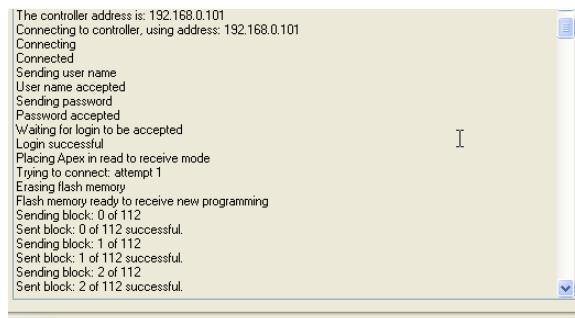 The controller address is: 192.168.0.101
Connecting to controller, using address: 192.168.0.101
Connecting
Connected
Sending user name
User name accepted
Sending password
Password accepted
Waiting for login to be accepted
Login successful
Placing Apex in read to receive mode
Trying to connect: attempt 1
Erasing flash memory
Flash memory ready to receive new programming
Sending block: 0 of 112
Sent block: 0 of 112 successful.
Sending block: 1 of 112
Sent block: 1 of 112 successful.
Sending block: 2 of 112
Sent block: 2 of 112 successful.